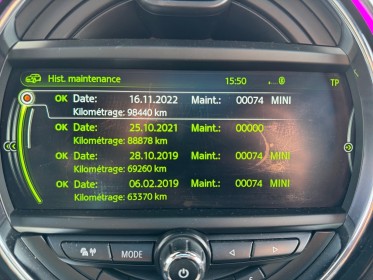 Hist. maintenance 15:50 TP
OK Date: 16.11.2022 Maint.: 00074 MINI
Kilométrage: 98440 km
OK Date: 25.10.2021 Maint.: 00000
Kilométrage: 88878 km
OK Date: 28.10.2019 Maint.: 00074 MINI
Kilométrage: 69260 km
OK Date: 06.02.2019 Maint.: 00074 MINI
Kilométrage: 63370 km
MODE